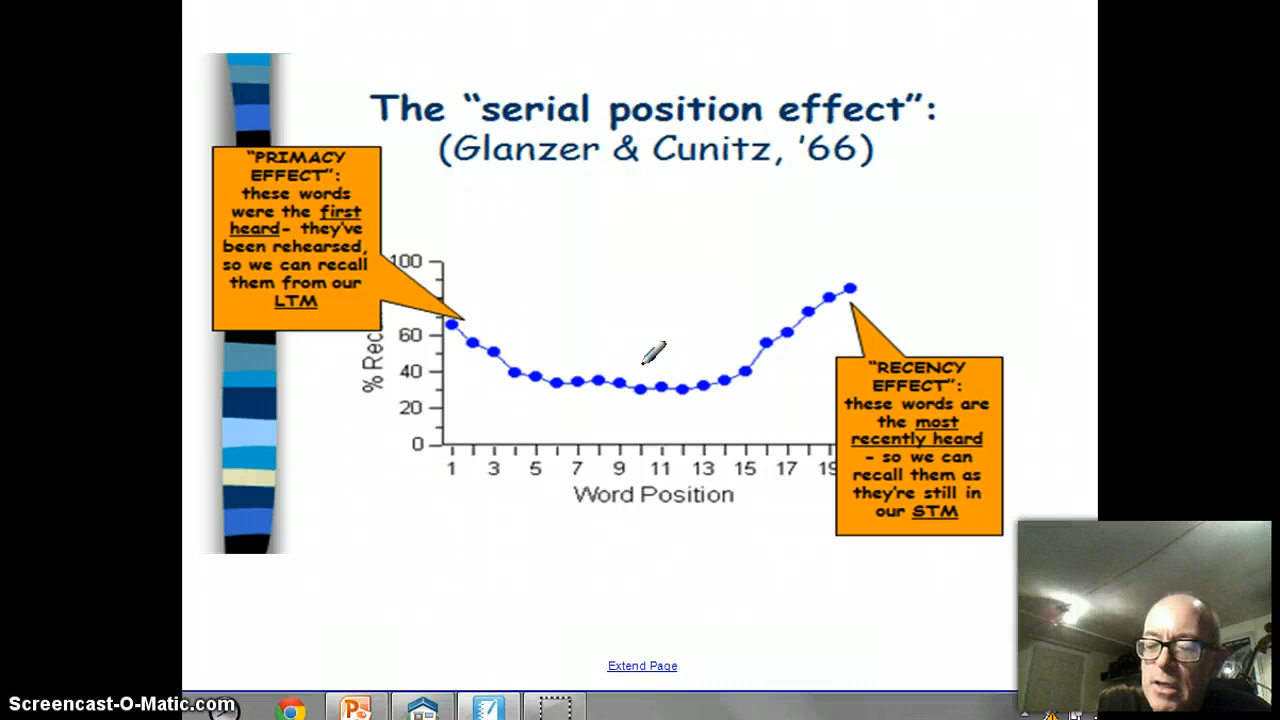 The “serial position effect”:
(Glanzer & Cunitz, ’66)
“PRIMACY
EFFECT”:
these words
were the first
heard- they’ve
been rehearsed,
so we can recall
them from our
LTM
100
60
40
20
0
% Rec
1 3 5 7 9 11 13 15 17 19
Word Position
“RECENCY
EFFECT”:
these words are
the most
recently heard
- so we can
recall them as
they’re still in
our STM
Extend Page
Screencast-O-Matic.com